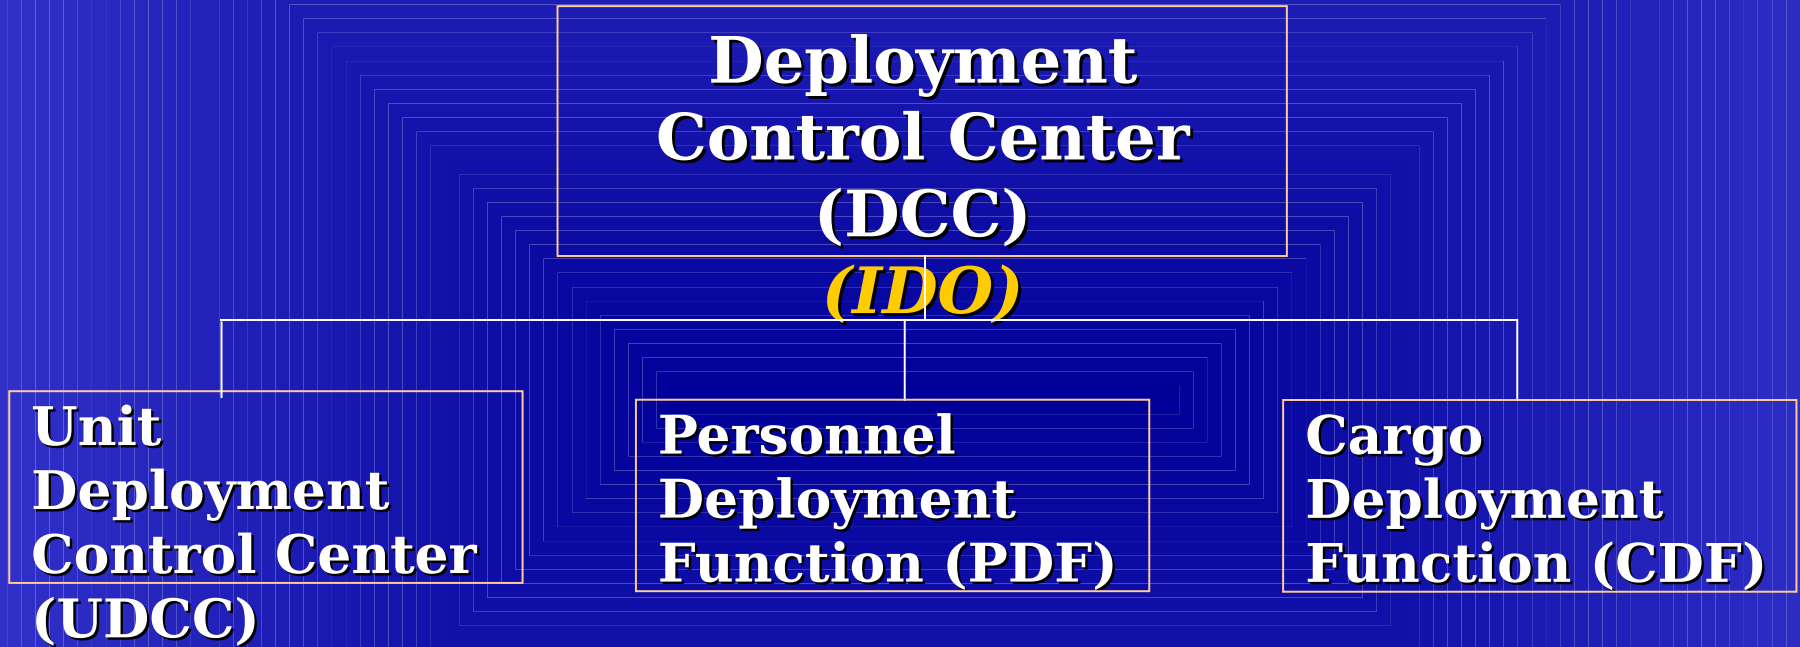 Deployment
Control Center
(DCC)
(IDO)
Unit
Deployment
Control Center
(UDCC)
Personnel
Deployment
Function (PDF)
Cargo
Deployment
Function (CDF)